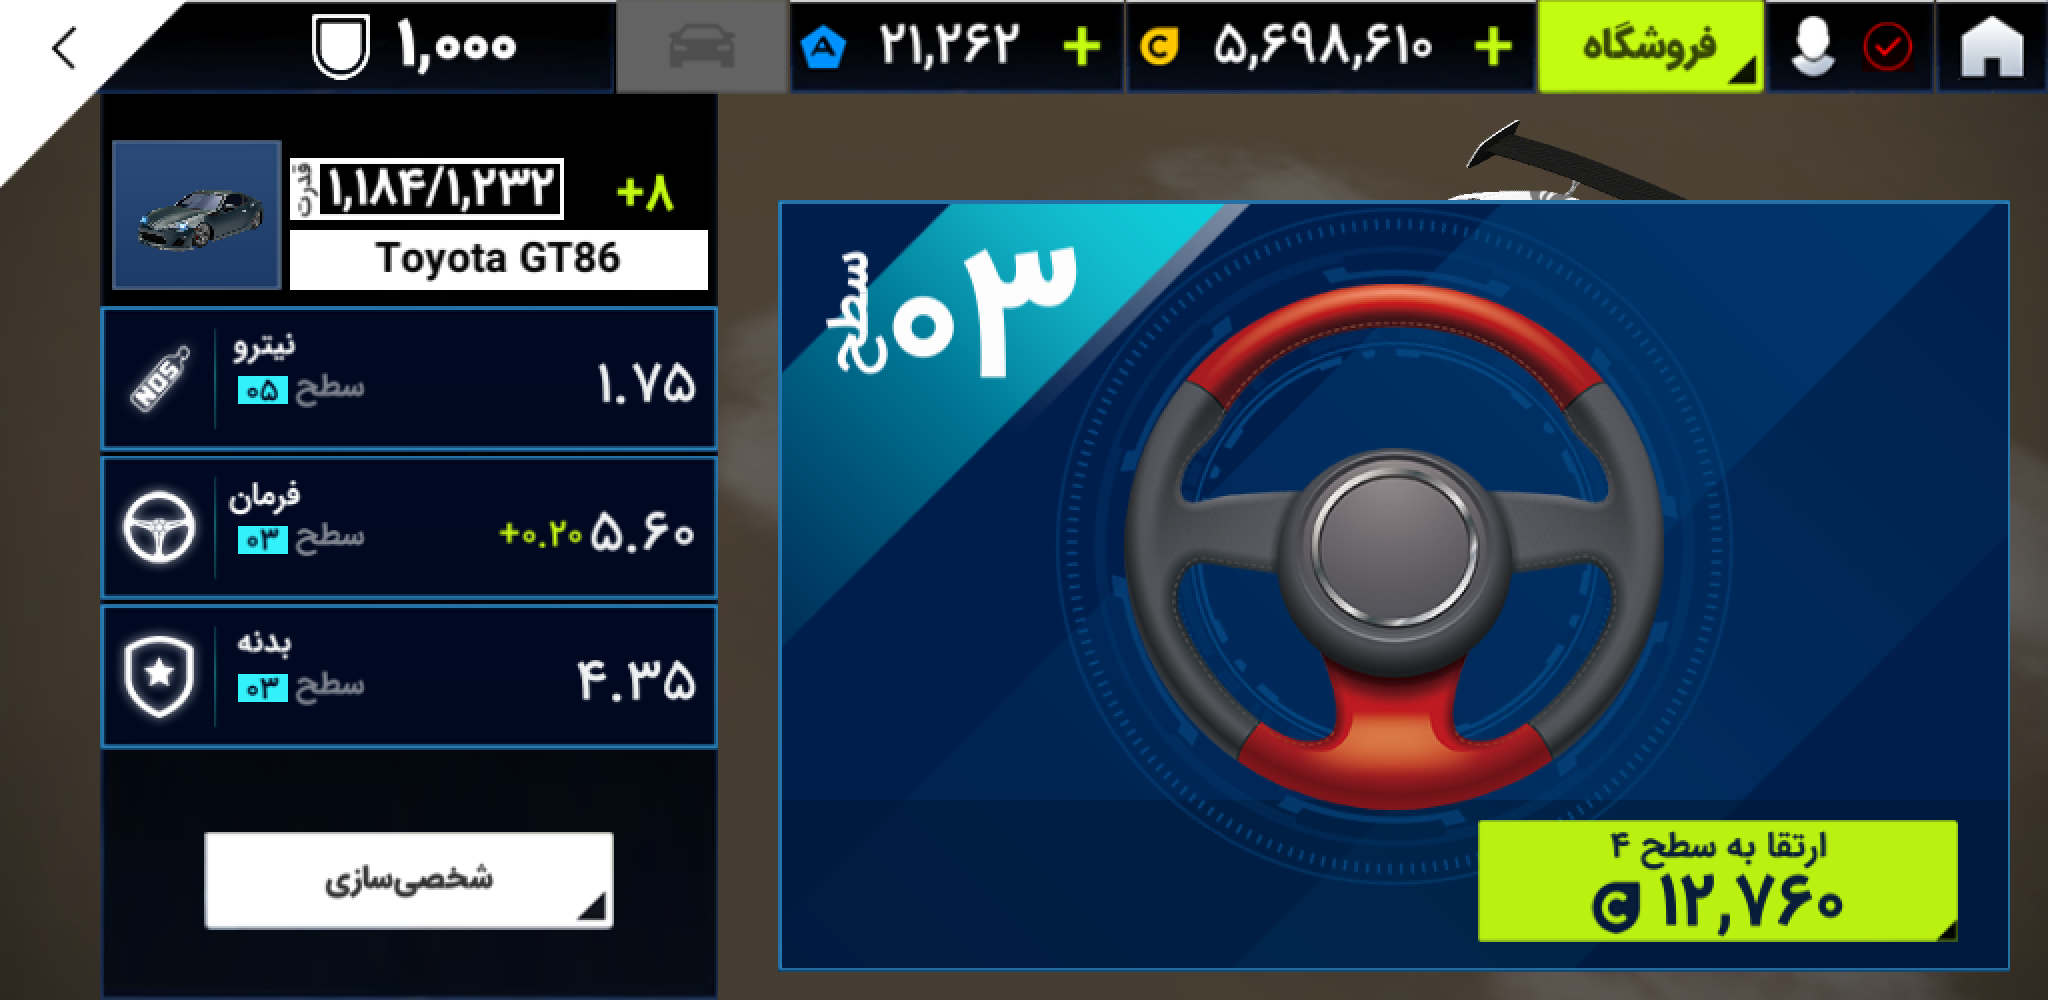 ۱,۰۰۰
۲۱,۲۶۲ +
۵,۶۹۸,۶۱۰ +
فروشگاه
قدرت
۱,۱۸۴/۱,۲۳۲
+۸
Toyota GT86
نیترو
سطح ۰۵
۱.۷۵
فرمان
سطح ۰۳
+۰.۲۰ ۵.۶۰
بدنه
سطح ۰۳
۴.۳۵
شخصی‌سازی
سطح ۰۳
ارتقا به سطح ۴
۱۲,۷۶۰
NOS